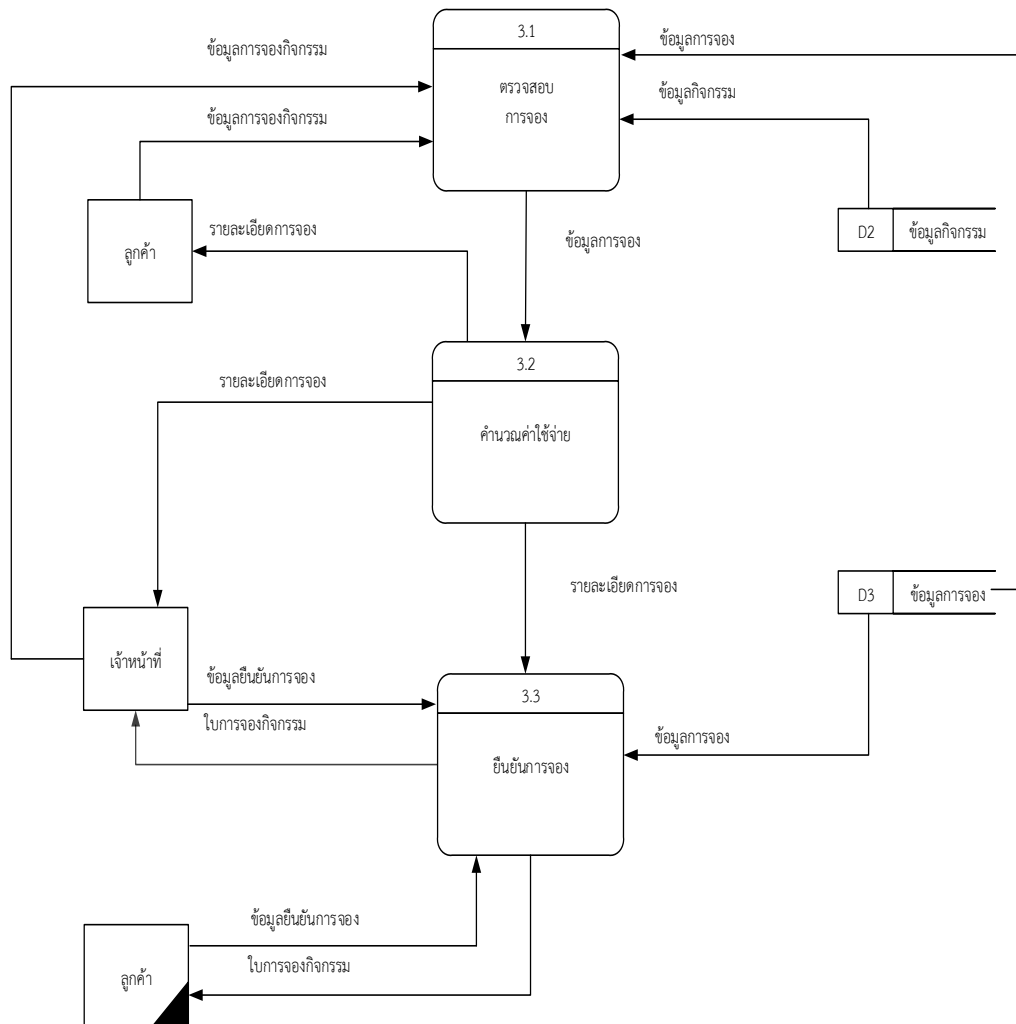 3.1
ข้อมูลการจอง
ข้อมูลการจองกิจกรรม
ตรวจสอบ
การจอง
ข้อมูลกิจกรรม
ข้อมูลการจองกิจกรรม
รายละเอียดการจอง
ข้อมูลการจอง
D2 ข้อมูลกิจกรรม
ลูกค้า
3.2
รายละเอียดการจอง
คำนวณค่าใช้จ่าย
รายละเอียดการจอง
D3 ข้อมูลการจอง
เจ้าหน้าที่
ข้อมูลยืนยันการจอง
3.3
ใบการจองกิจกรรม
ข้อมูลการจอง
ยืนยันการจอง
ข้อมูลยืนยันการจอง
ใบการจองกิจกรรม
ลูกค้า